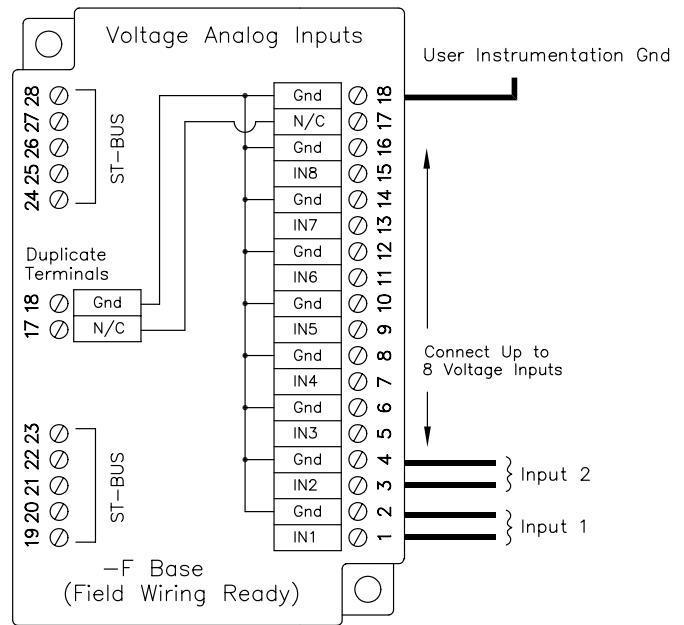 Voltage Analog Inputs
User Instrumentation Gnd
28
27
26
25
24
ST-BUS
Gnd 18
N/C 17
Gnd 16
IN8 15
Gnd 14
IN7 13
Gnd 12
IN6 11
Gnd 10
IN5 9
Gnd 8
IN4 7
Gnd 6
IN3 5
Gnd 4
IN2 3
Gnd 2
IN1 1
Duplicate
Terminals
18 Gnd
17 N/C
Connect Up to
8 Voltage Inputs
23
22
21
20
19
ST-BUS
Input 2
Input 1
-F Base
(Field Wiring Ready)